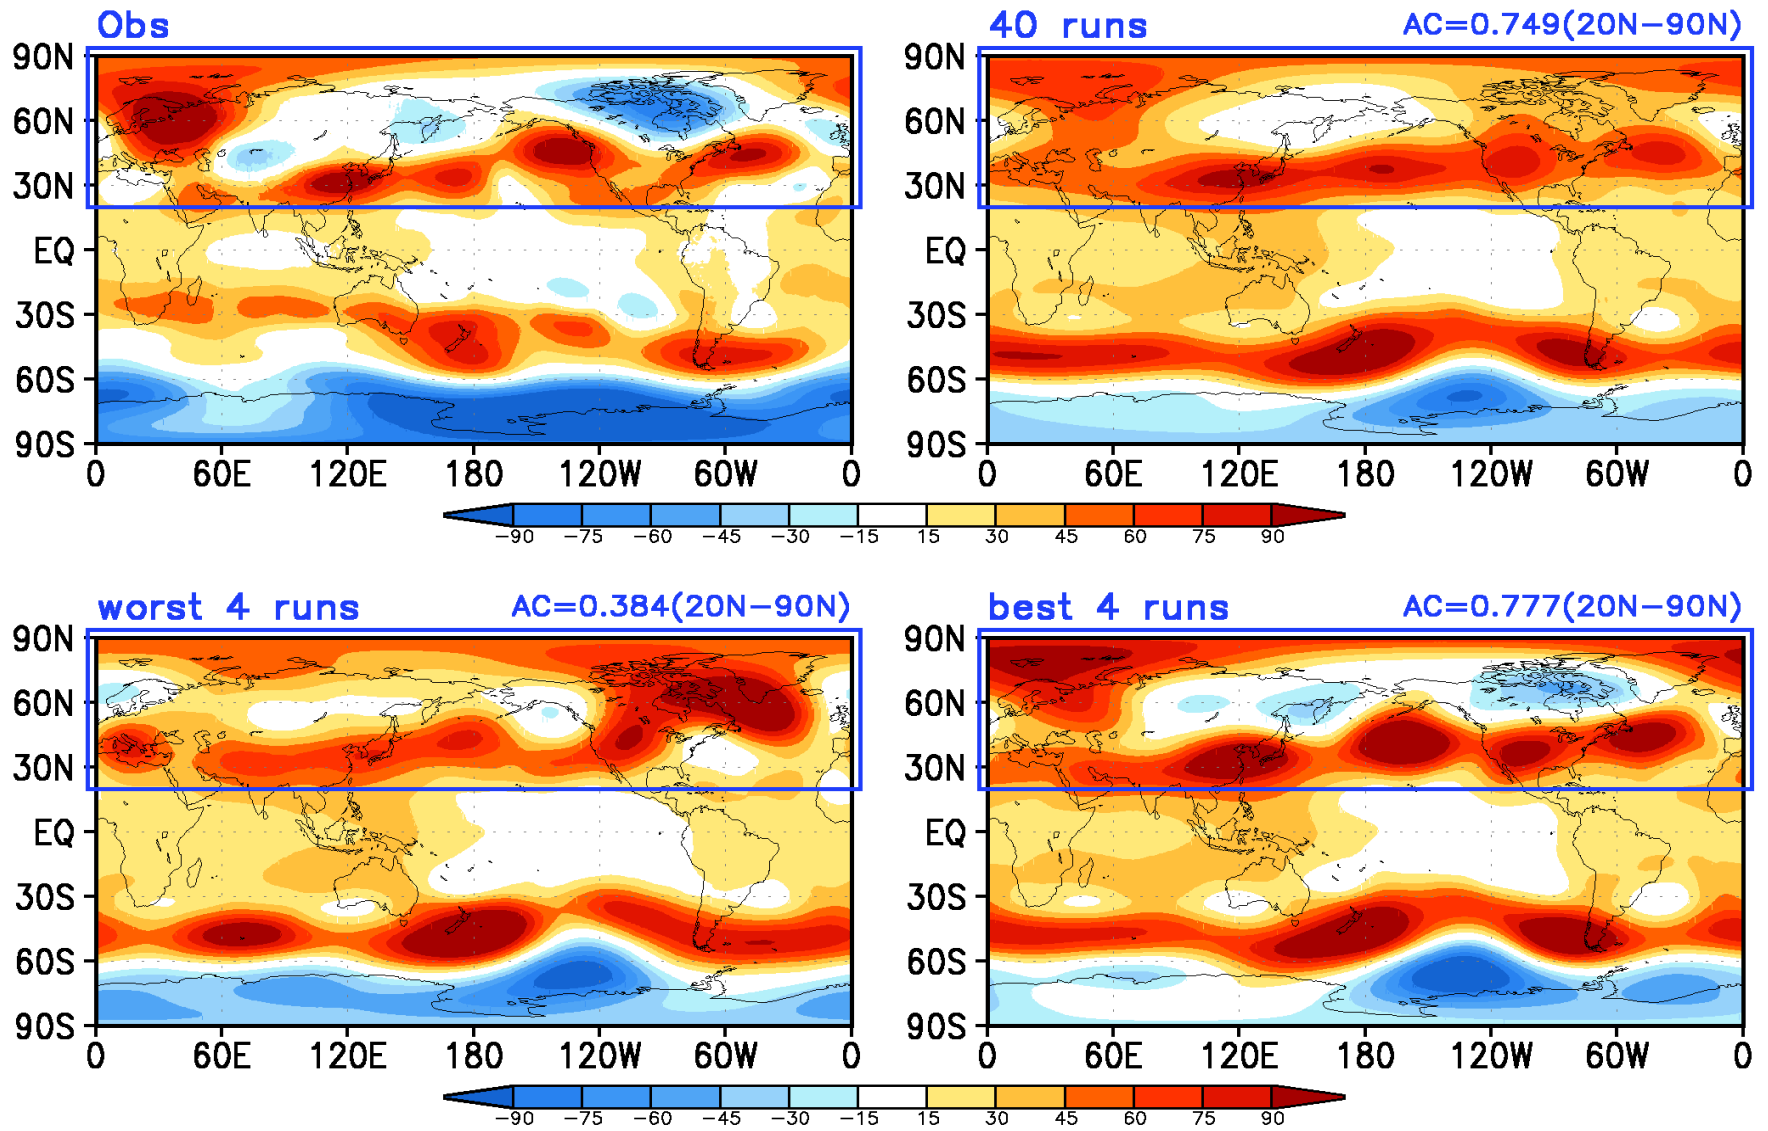 Obs
40 runs AC=0.749(20N−90N)
90N 90N
60N 60N
30N 30N
EQ EQ
30S 30S
60S 60S
90S 90S
0 60E 120E 180 120W 60W 0 0 60E 120E 180 120W 60W 0
−90 −75 −60 −45 −30 −15 15 30 45 60 75 90
worst 4 runs AC=0.384(20N−90N)
best 4 runs AC=0.777(20N−90N)
90N 90N
60N 60N
30N 30N
EQ EQ
30S 30S
60S 60S
90S 90S
0 60E 120E 180 120W 60W 0 0 60E 120E 180 120W 60W 0
−90 −75 −60 −45 −30 −15 15 30 45 60 75 90